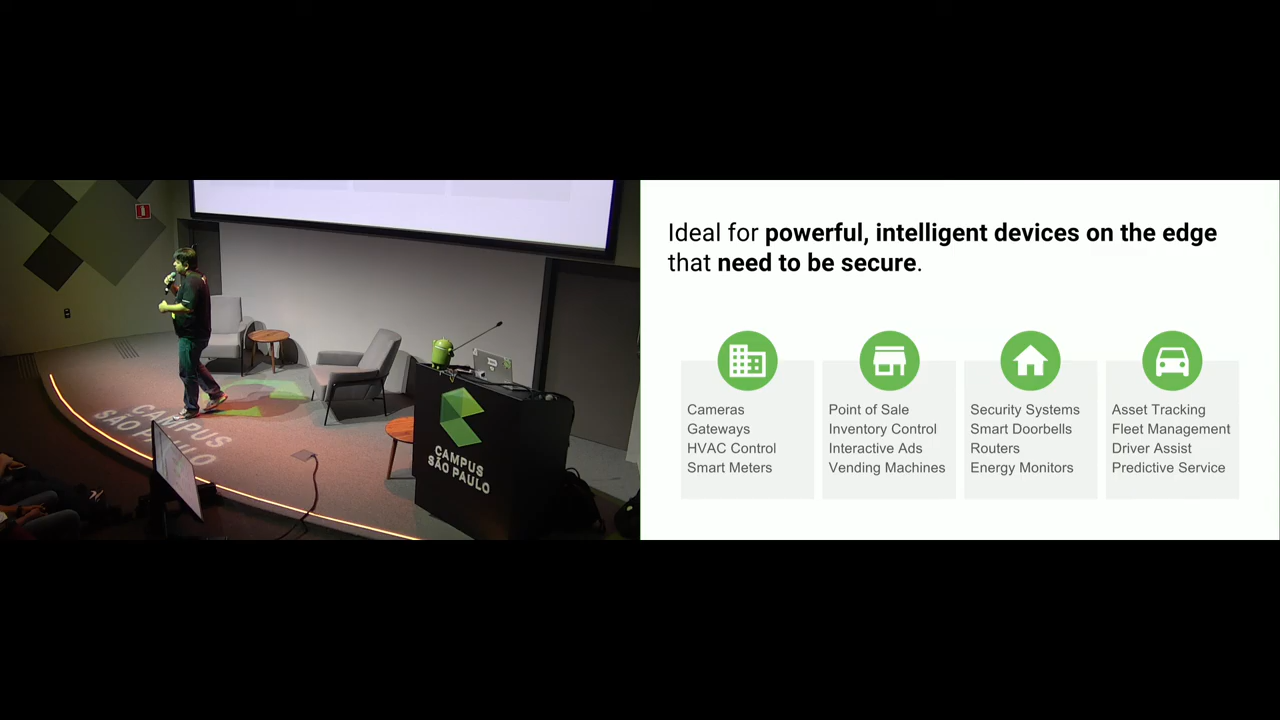 CAMPUS
SÃO PAULO
CAMPUS
SÃO PAULO
Ideal for powerful, intelligent devices on the edge
that need to be secure.
Cameras
Gateways
HVAC Control
Smart Meters
Point of Sale
Inventory Control
Interactive Ads
Vending Machines
Security Systems
Smart Doorbells
Routers
Energy Monitors
Asset Tracking
Fleet Management
Driver Assist
Predictive Service